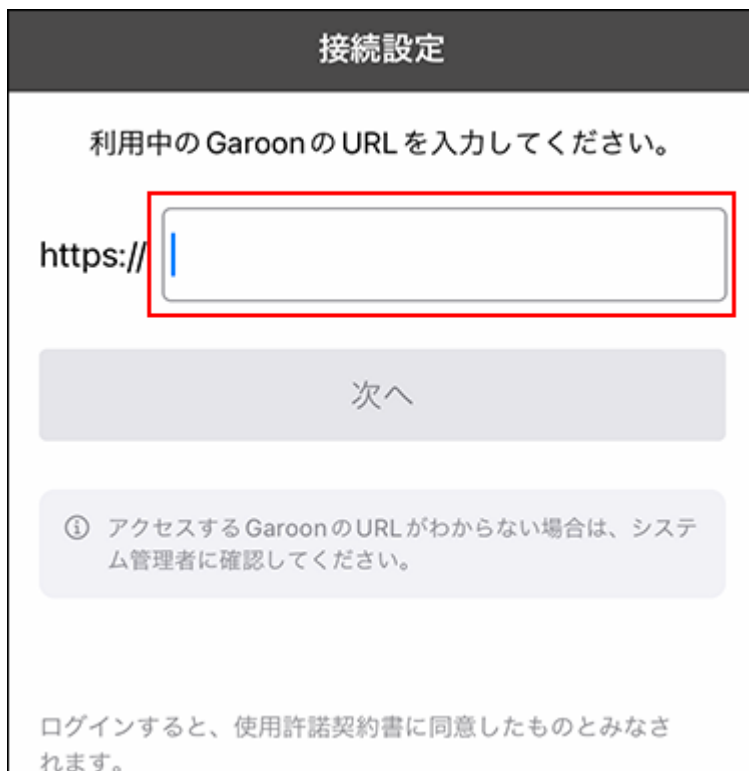 接続設定
利用中のGaroonのURLを入力してください。
https://
次へ
アクセスするGaroonのURLがわからない場合は、システ
ム管理者に確認してください。
ログインすると、使用許諾契約書に同意したものとみなさ
れます。